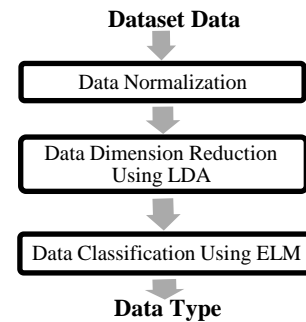 Dataset Data
Data Normalization
Data Dimension Reduction
Using LDA
Data Classification Using ELM
Data Type